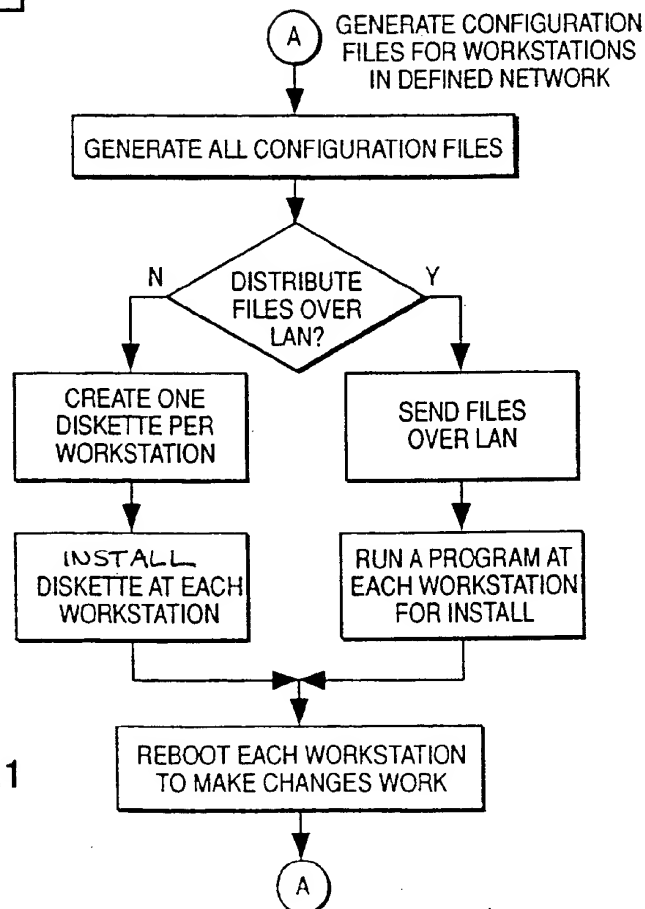 A
GENERATE CONFIGURATION
FILES FOR WORKSTATIONS
IN DEFINED NETWORK
GENERATE ALL CONFIGURATION FILES
DISTRIBUTE
FILES OVER
LAN?
N
Y
CREATE ONE
DISKETTE PER
WORKSTATION
SEND FILES
OVER LAN
INSTALL
DISKETTE AT EACH
WORKSTATION
RUN A PROGRAM AT
EACH WORKSTATION
FOR INSTALL
1
REBOOT EACH WORKSTATION
TO MAKE CHANGES WORK
A